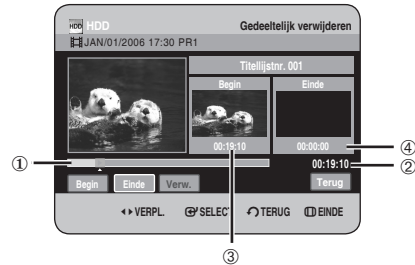 HDD HDD Gedeeltelijk verwijderen
JAN/01/2006 17:30 PR1
Titellijstnr. 001
Begin Einde
00:19:10 00:00:00 ④
① 00:19:10 ②
Begin Einde Verw. Terug
VERPL. SELECT TERUG EINDE
③